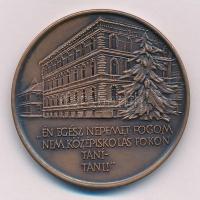 „ÉN EGÉSZ NÉPEMET FOGOM
NEM KÖZÉPISKOLÁS FOKON
TANÍ-
TANI!”